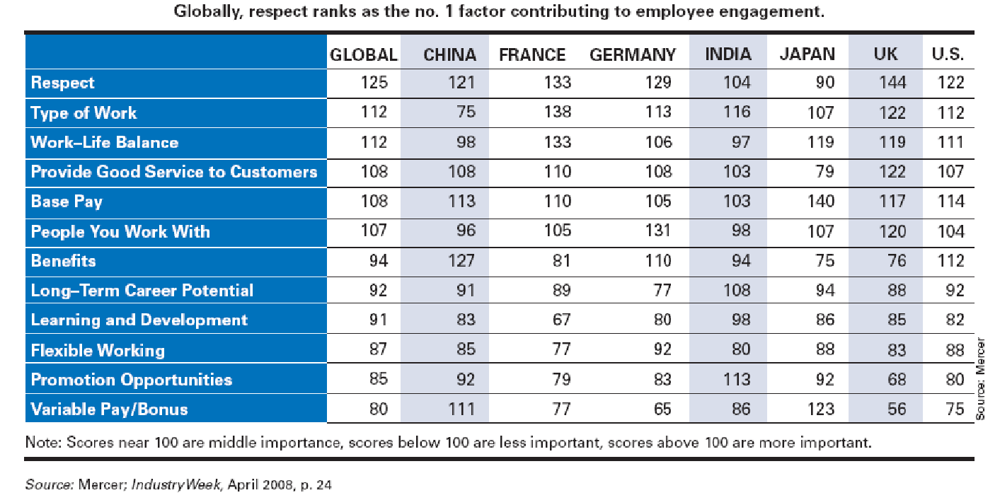 Globally, respect ranks as the no. 1 factor contributing to employee engagement.
GLOBAL CHINA FRANCE GERMANY INDIA JAPAN UK U.S.
Respect 125 121 133 129 104 90 144 122
Type of Work 112 75 138 113 116 107 122 112
Work–Life Balance 112 98 133 106 97 119 119 111
Provide Good Service to Customers 108 108 110 108 103 79 122 107
Base Pay 108 113 110 105 103 140 117 114
People You Work With 107 96 105 131 98 107 120 104
Benefits 94 127 81 110 94 75 76 112
Long–Term Career Potential 92 91 89 77 108 94 88 92
Learning and Development 91 83 67 80 98 86 85 82
Flexible Working 87 85 77 92 80 88 83 88
Promotion Opportunities 85 92 79 83 113 92 68 80
Variable Pay/Bonus 80 111 77 65 86 123 56 75
Source: Mercer
Note: Scores near 100 are middle importance, scores below 100 are less important, scores above 100 are more important.
Source: Mercer; IndustryWeek, April 2008, p. 24